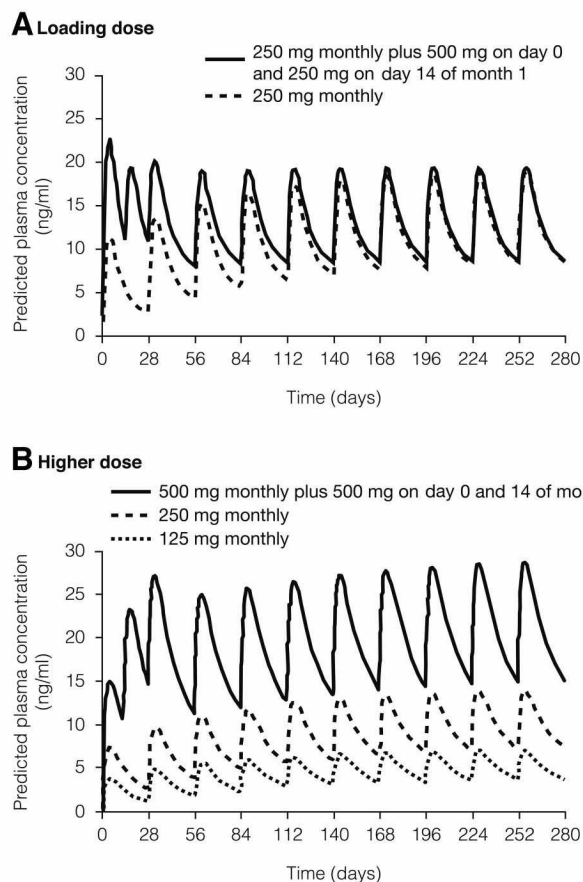 A Loading dose
250 mg monthly plus 500 mg on day 0
and 250 mg on day 14 of month 1
250 mg monthly
Predicted plasma concentration
(ng/ml)
30
25
20
15
10
5
0
0 28 56 84 112 140 168 196 224 252 280
Time (days)
B Higher dose
500 mg monthly plus 500 mg on day 0 and 14 of mo
250 mg monthly
125 mg monthly
Predicted plasma concentration
(ng/ml)
30
25
20
15
10
5
0
0 28 56 84 112 140 168 196 224 252 280
Time (days)